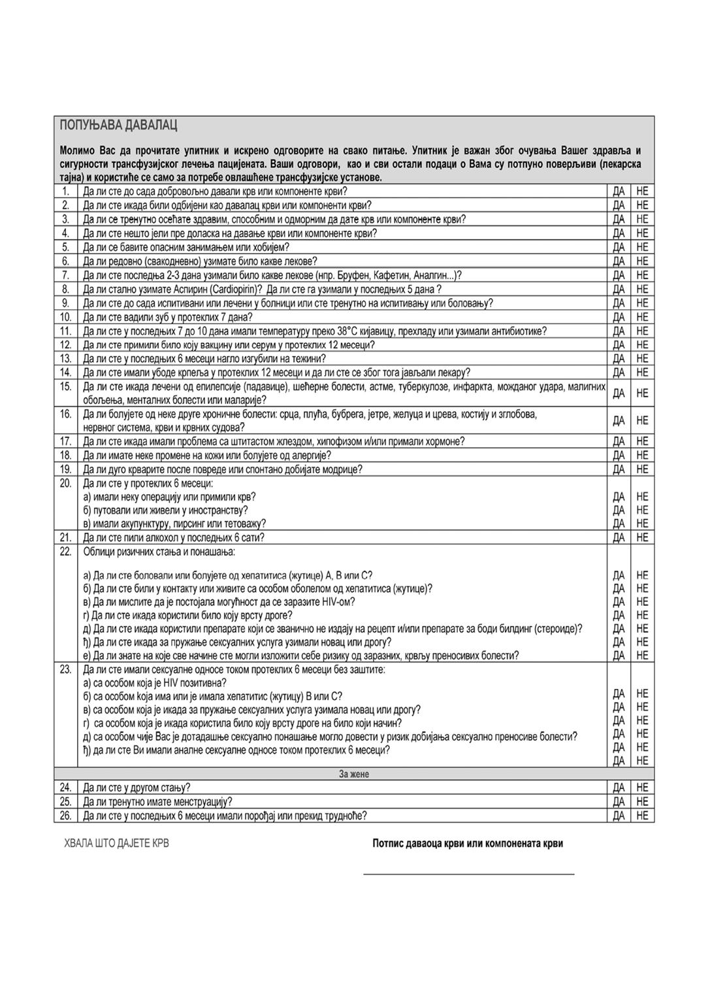 ПОПУЊАВА ДАВАЛАЦ
Молимо Вас да прочитате упитник и искрено одговорите на свако питање. Упитник је важан због очувања Вашег здравља и
сигурности трансфузијског лечења пацијената. Ваши одговори, као и сви остали подаци о Вама су потпуно поверљиви (лекарска
тајна) и користиће се само за потребе овлашћене трансфузијске установе.
1. Да ли сте до сада добровољно давали крв или компоненте крви? ДА НЕ
2. Да ли сте икада били одбијени као давалац крви или компоненти крви? ДА НЕ
3. Да ли се тренутно осећате здравим, способним и одморним да дате крв или компоненте крви? ДА НЕ
4. Да ли сте нешто јели пре доласка на давање крви или компоненте крви? ДА НЕ
5. Да ли се бавите опасним занимањем или хобијем? ДА НЕ
6. Да ли редовно (свакодневно) узимате било какве лекове? ДА НЕ
7. Да ли сте последња 2-3 дана узимали било какве лекове (нпр. Бруфен, Кафетин, Аналгин...)? ДА НЕ
8. Да ли стално узимате Аспирин (Cardiopirin)? Да ли сте га узимали у последњих 5 дана ? ДА НЕ
9. Да ли сте до сада испитивани или лечени у болници или сте тренутно на испитивању или боловању? ДА НЕ
10. Да ли сте вадили зуб у протеклих 7 дана? ДА НЕ
11. Да ли сте у последњих 7 до 10 дана имали температуру преко 38°C кијавицу, прехладу или узимали антибиотике? ДА НЕ
12. Да ли сте примили било коју вакцину или серум у протеклих 12 месеци? ДА НЕ
13. Да ли сте у последњих 6 месеци нагло изгубили на тежини? ДА НЕ
14. Да ли сте имали убоде крпеља у протеклих 12 месеци и да ли сте се због тога јављали лекару? ДА НЕ
15. Да ли сте икада лечени од епилепсије (падавице), шећерне болести, астме, туберкулозе, инфаркта, можданог удара, малигних
обољења, менталних болести или маларије? ДА НЕ
16. Да ли болујете од неке друге хроничне болести: срца, плућа, бубрега, јетре, желуца и црева, костију и зглобова,
нервног система, крви и крвних судова? ДА НЕ
17. Да ли сте икада имали проблема са штитастом жлездом, хипофизом и/или примали хормоне? ДА НЕ
18. Да ли имате неке промене на кожи или болујете од алергије? ДА НЕ
19. Да ли дуго крварите после повреде или спонтано добијате модрице? ДА НЕ
20. Да ли сте у протеклих 6 месеци:
а) имали неку операцију или примили крв? ДА НЕ
б) путовали или живели у иностранству? ДА НЕ
в) имали акупунктуру, пирсинг или тетоважу? ДА НЕ
21. Да ли сте пили алкохол у последњих 6 сати? ДА НЕ
22. Облици ризичних стања и понашања:
а) Да ли сте боловали или болујете од хепатитиса (жутице) А, В или С? ДА НЕ
б) Да ли сте били у контакту или живите са особом оболелом од хепатитиса (жутице)? ДА НЕ
в) Да ли мислите да је постојала могућност да се заразите HIV-ом? ДА НЕ
г) Да ли сте икада користили било коју врсту дроге? ДА НЕ
д) Да ли сте икада користили препарате који се званично не издају на рецепт и/или препарате за боди билдинг (стероиде)? ДА НЕ
ђ) Да ли сте икада за пружање сексуалних услуга узимали новац или дрогу? ДА НЕ
е) Да ли знате на које све начине сте могли изложити себе ризику од заразних, крвљу преносивих болести? ДА НЕ
23. Да ли сте имали сексуалне односе током протеклих 6 месеци без заштите:
а) са особом која је HIV позитивна?
б) са особом која има или је имала хепатитис (жутицу) В или С? ДА НЕ
в) са особом која је икада за пружање сексуалних услуга узимала новац или дрогу? ДА НЕ
г) са особом која је икада користила било коју врсту дроге на било који начин? ДА НЕ
д) са особом чије Вас је дотадашње сексуално понашање могло довести у ризик добијања сексуално преносиве болести? ДА НЕ
ђ) да ли сте Ви имали аналне сексуалне односе током протеклих 6 месеци? ДА НЕ
ДА НЕ
За жене
24. Да ли сте у другом стању? ДА НЕ
25. Да ли тренутно имате менструацију? ДА НЕ
26. Да ли сте у последњих 6 месеци имали порођај или прекид трудноће? ДА НЕ
ХВАЛА ШТО ДАЈЕТЕ КРВ Потпис даваоца крви или компонената крви